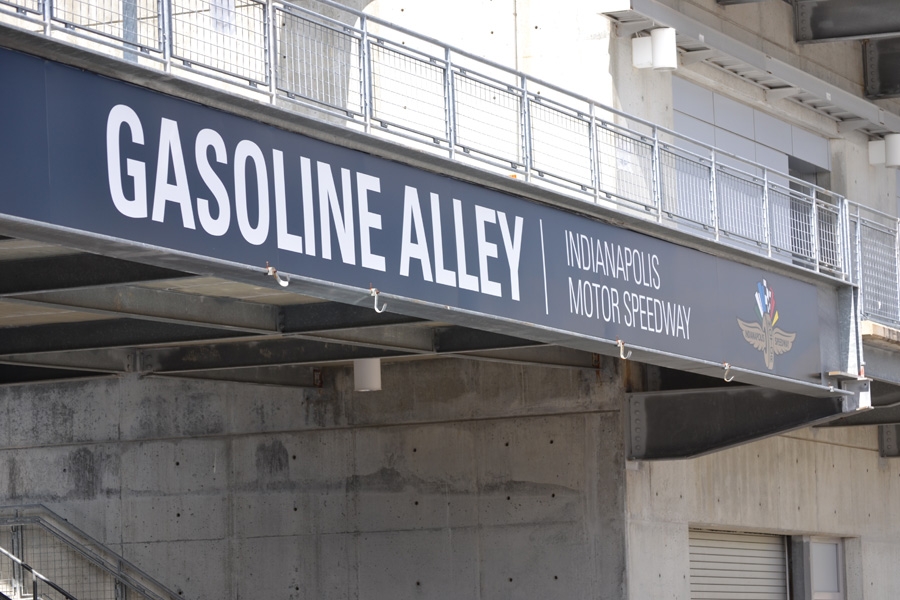 GASOLINE ALLEY
INDIANAPOLIS
MOTOR SPEEDWAY